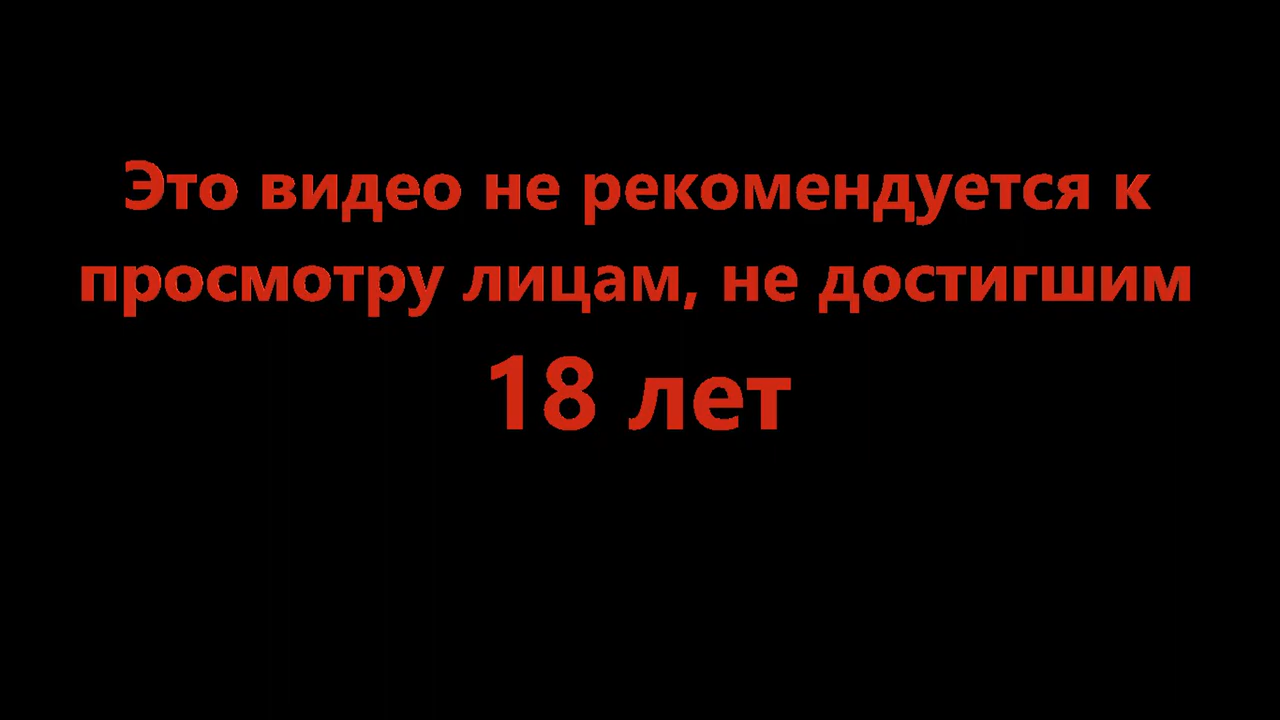 Это видео не рекомендуется к
просмотру лицам, не достигшим
18 лет